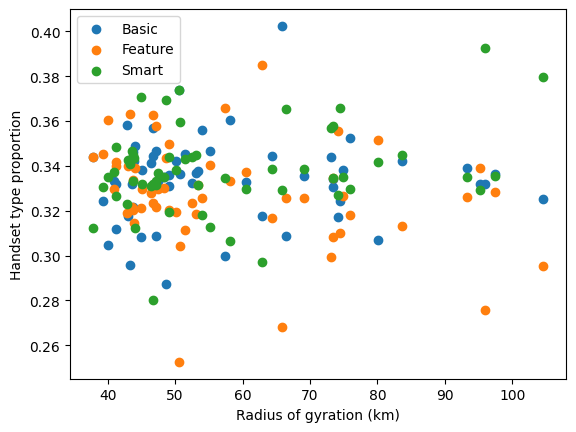 Basic
Feature
Smart
0.40
0.38
0.36
0.34
0.32
0.30
0.28
0.26
Handset type proportion
40 50 60 70 80 90 100
Radius of gyration (km)